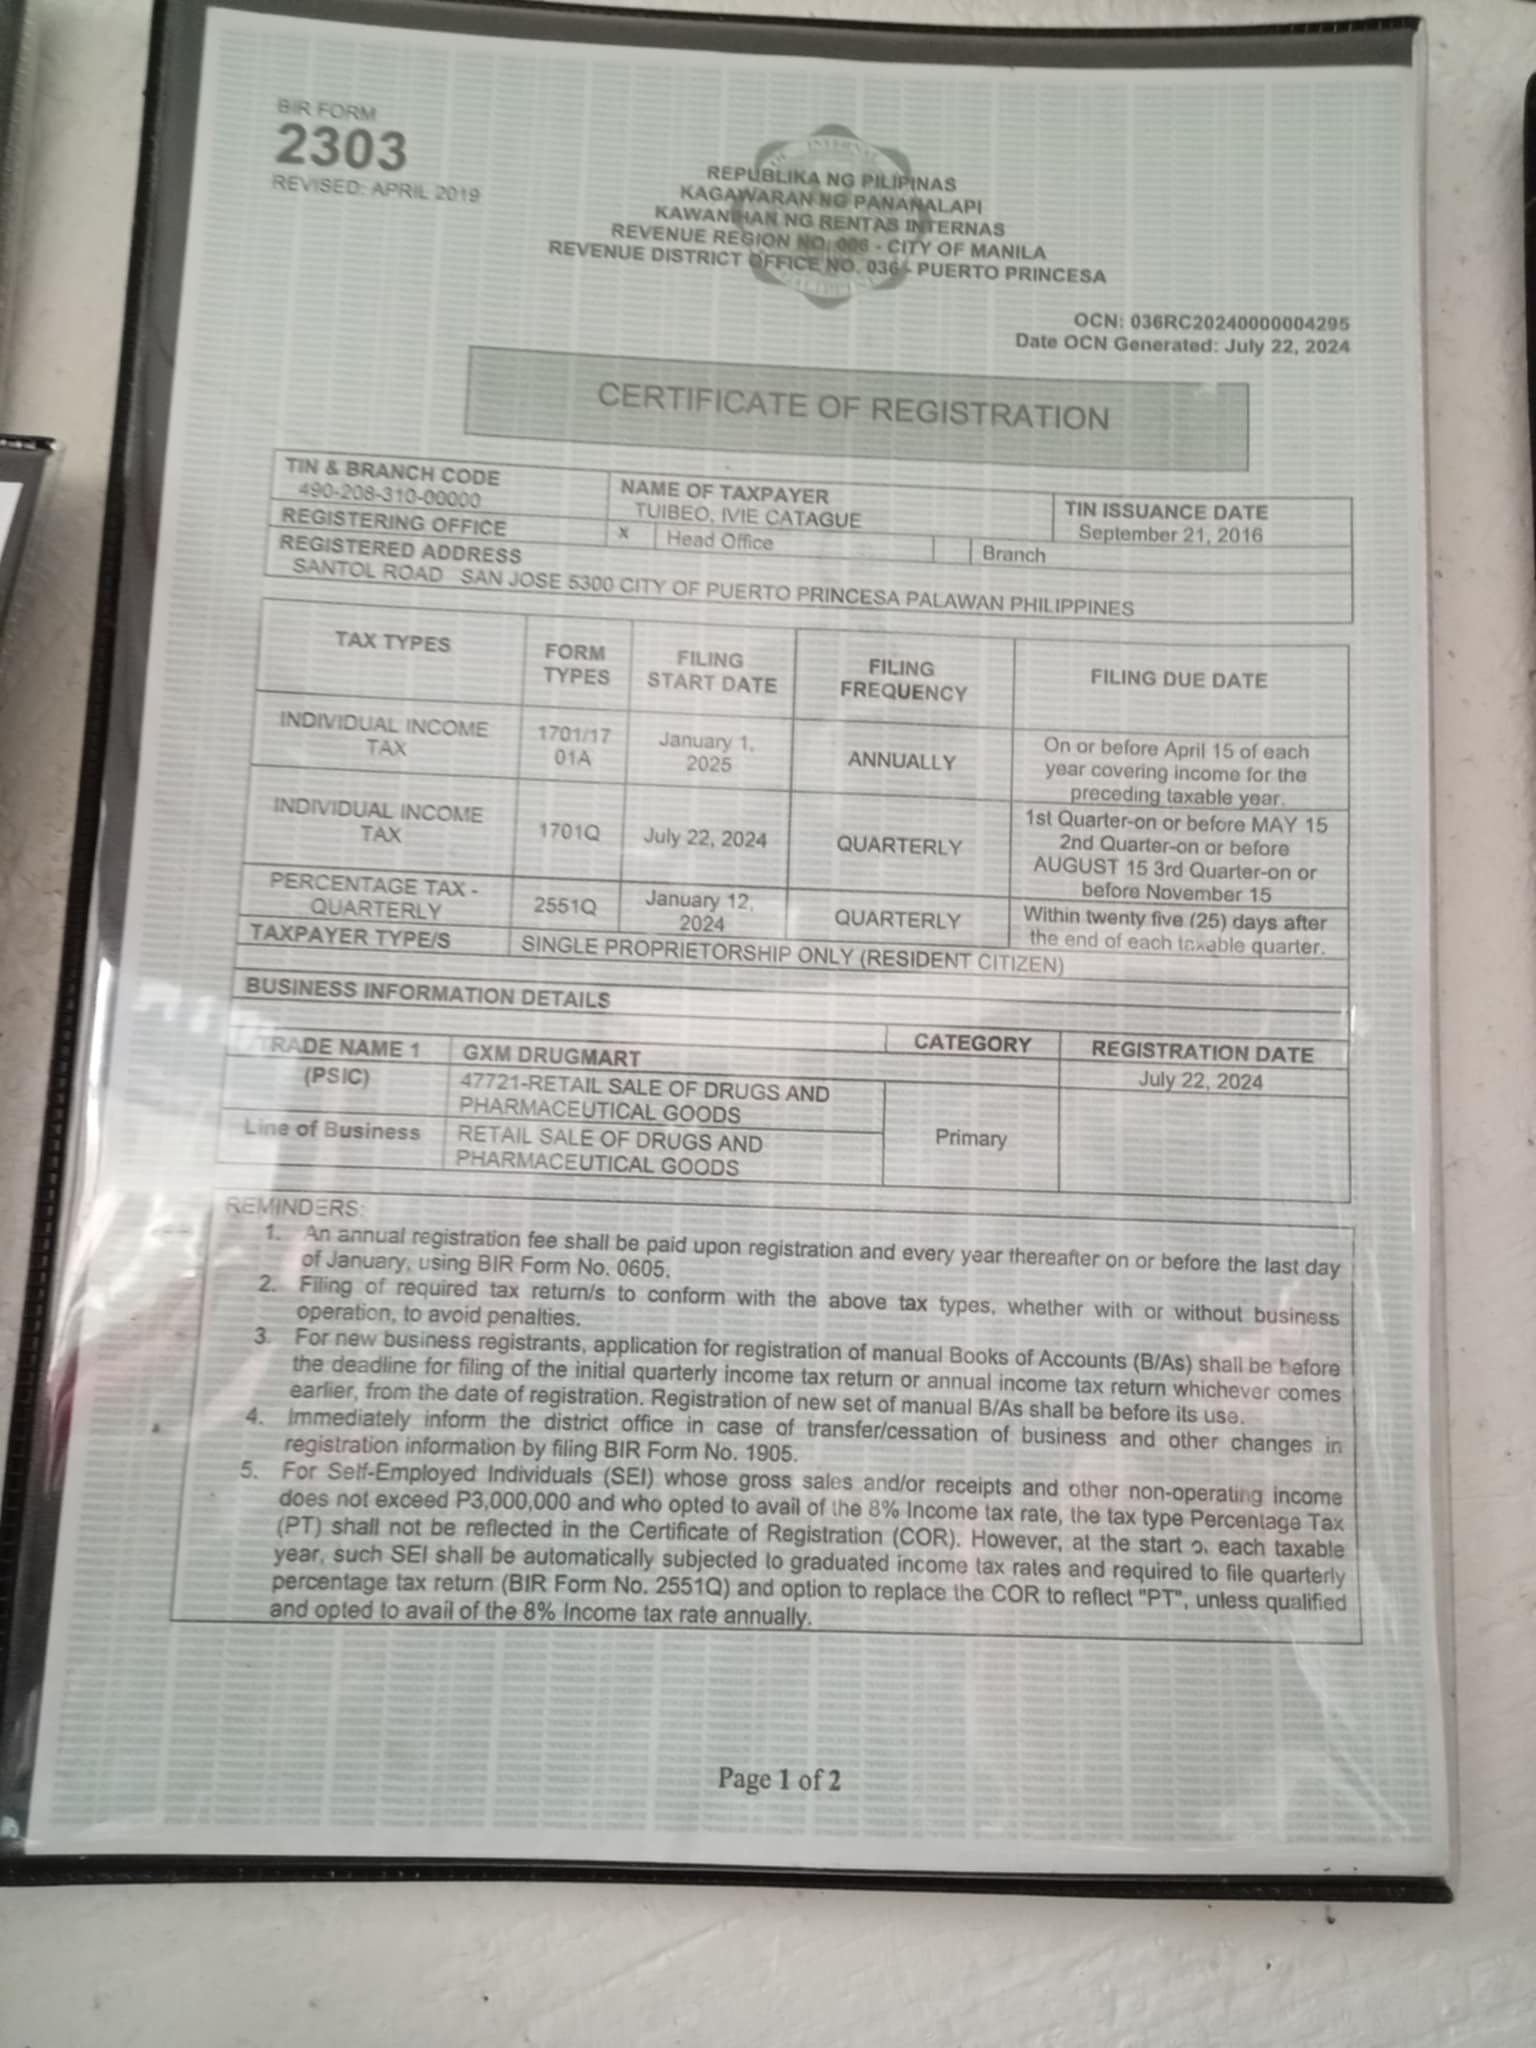 BIR FORM
2303
REVISED: APRIL 2019
REPUBLIKA NG PILIPINAS
KAGAWARAN NG PANANALAPI
KAWANIHAN NG RENTAS INTERNAS
REVENUE REGION NO. 006 - CITY OF MANILA
REVENUE DISTRICT OFFICE NO. 036 - PUERTO PRINCESA
OCN: 036RC20240000004295
Date OCN Generated: July 22, 2024
CERTIFICATE OF REGISTRATION
TIN & BRANCH CODE
490-208-310-00000
NAME OF TAXPAYER
TUIBEO, IVIE CATAGUE
TIN ISSUANCE DATE
September 21, 2016
REGISTERING OFFICE
X Head Office
Branch
REGISTERED ADDRESS
SANTOL ROAD SAN JOSE 5300 CITY OF PUERTO PRINCESA PALAWAN PHILIPPINES
TAX TYPES
FORM
TYPES
FILING
START DATE
FILING
FREQUENCY
FILING DUE DATE
INDIVIDUAL INCOME
TAX
1701/17
01A
January 1,
2025
ANNUALLY
On or before April 15 of each
year covering income for the
preceding taxable year.
INDIVIDUAL INCOME
TAX
1701Q
July 22, 2024
QUARTERLY
1st Quarter-on or before MAY 15
2nd Quarter-on or before
AUGUST 15 3rd Quarter-on or
before November 15
PERCENTAGE TAX -
QUARTERLY
2551Q
January 12,
2024
QUARTERLY
Within twenty five (25) days after
the end of each taxable quarter.
TAXPAYER TYPE/S
SINGLE PROPRIETORSHIP ONLY (RESIDENT CITIZEN)
BUSINESS INFORMATION DETAILS
TRADE NAME 1
GXM DRUGMART
CATEGORY
REGISTRATION DATE
July 22, 2024
(PSIC)
47721-RETAIL SALE OF DRUGS AND
PHARMACEUTICAL GOODS
Primary
Line of Business
RETAIL SALE OF DRUGS AND
PHARMACEUTICAL GOODS
REMINDERS:
1. An annual registration fee shall be paid upon registration and every year thereafter on or before the last day
of January, using BIR Form No. 0605.
2. Filing of required tax return/s to conform with the above tax types, whether with or without business
operation, to avoid penalties.
3. For new business registrants, application for registration of manual Books of Accounts (B/As) shall be before
the deadline for filing of the initial quarterly income tax return or annual income tax return whichever comes
earlier, from the date of registration. Registration of new set of manual B/As shall be before its use.
4. Immediately inform the district office in case of transfer/cessation of business and other changes in
registration information by filing BIR Form No. 1905.
5. For Self-Employed Individuals (SEI) whose gross sales and/or receipts and other non-operating income
does not exceed P3,000,000 and who opted to avail of the 8% Income tax rate, the tax type Percentage Tax
(PT) shall not be reflected in the Certificate of Registration (COR). However, at the start of each taxable
year, such SEI shall be automatically subjected to graduated income tax rates and required to file quarterly
percentage tax return (BIR Form No. 2551Q) and option to replace the COR to reflect "PT", unless qualified
and opted to avail of the 8% Income tax rate annually.
Page 1 of 2